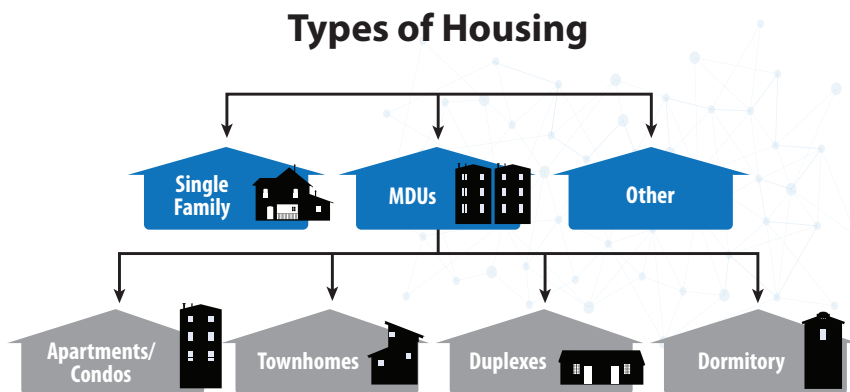 Types of Housing
Single
Family
MDUs
Other
Apartments/
Condos
Townhomes
Duplexes
Dormitory